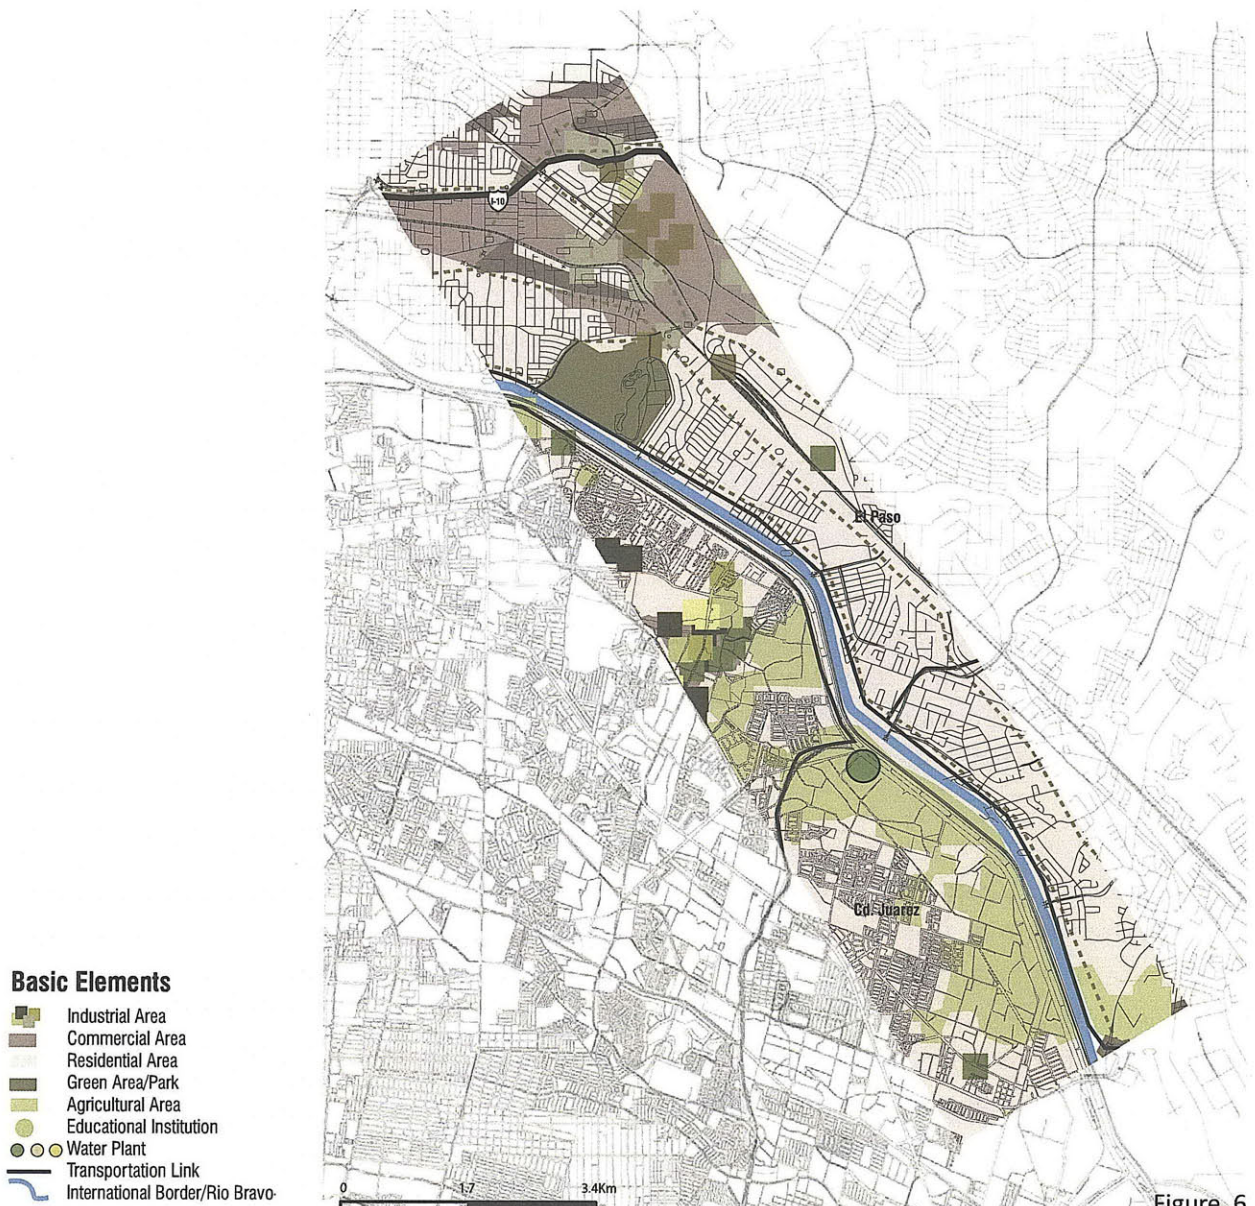 I-10
El Paso
Cd. Juarez
Basic Elements
Industrial Area
Commercial Area
Residential Area
Green Area/Park
Agricultural Area
Educational Institution
Water Plant
Transportation Link
International Border/Rio Bravo
0 1.7 3.4Km
Figure 6